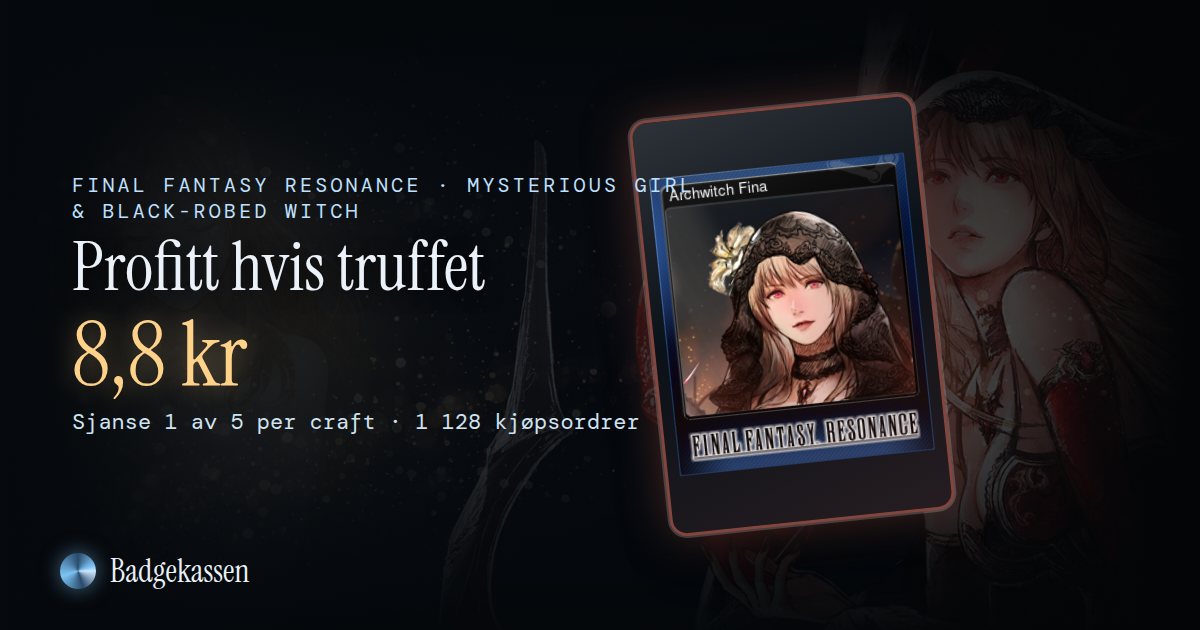 FINAL FANTASY RESONANCE · MYSTERIOUS GIRL
& BLACK-ROBED WITCH
Profitt hvis truffet
8,8 kr
Sjanse 1 av 5 per craft · 1 128 kjøpsordrer
Archwitch Fina
FINAL FANTASY RESONANCE
Badgekassen